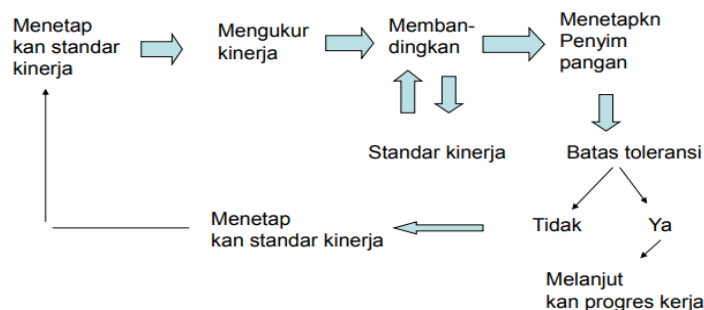 Menetap
kan standar
kinerja
Mengukur
kinerja
Memban-
dingkan
Menetapkn
Penyim
pangan
Standar kinerja
Batas toleransi
Menetap
kan standar kinerja
Tidak
Ya
Melanjut
kan progres kerja